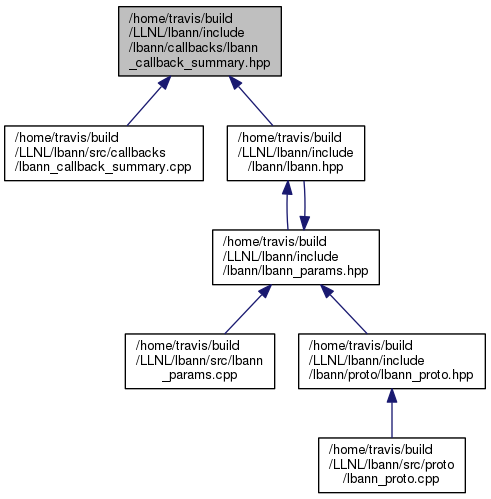 /home/travis/build
/LLNL/lbann/include
/lbann/callbacks/lbann
_callback_summary.hpp
/home/travis/build
/LLNL/lbann/src/callbacks
/lbann_callback_summary.cpp
/home/travis/build
/LLNL/lbann/include
/lbann/lbann.hpp
/home/travis/build
/LLNL/lbann/include
/lbann/lbann_params.hpp
/home/travis/build
/LLNL/lbann/src/lbann
_params.cpp
/home/travis/build
/LLNL/lbann/include
/lbann/proto/lbann_proto.hpp
/home/travis/build
/LLNL/lbann/src/proto
/lbann_proto.cpp